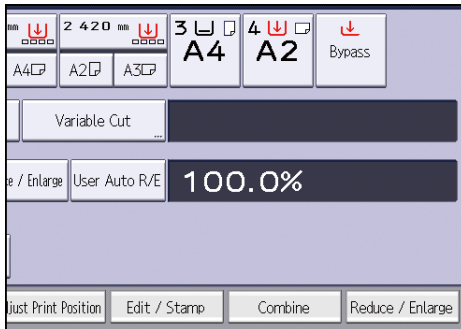 mm 2 420 mm 3 4
A4 A2 Bypass
A4 A2 A3
Variable Cut
...
e / Enlarge User Auto R/E 100.0%
just Print Position Edit / Stamp Combine Reduce / Enlarge